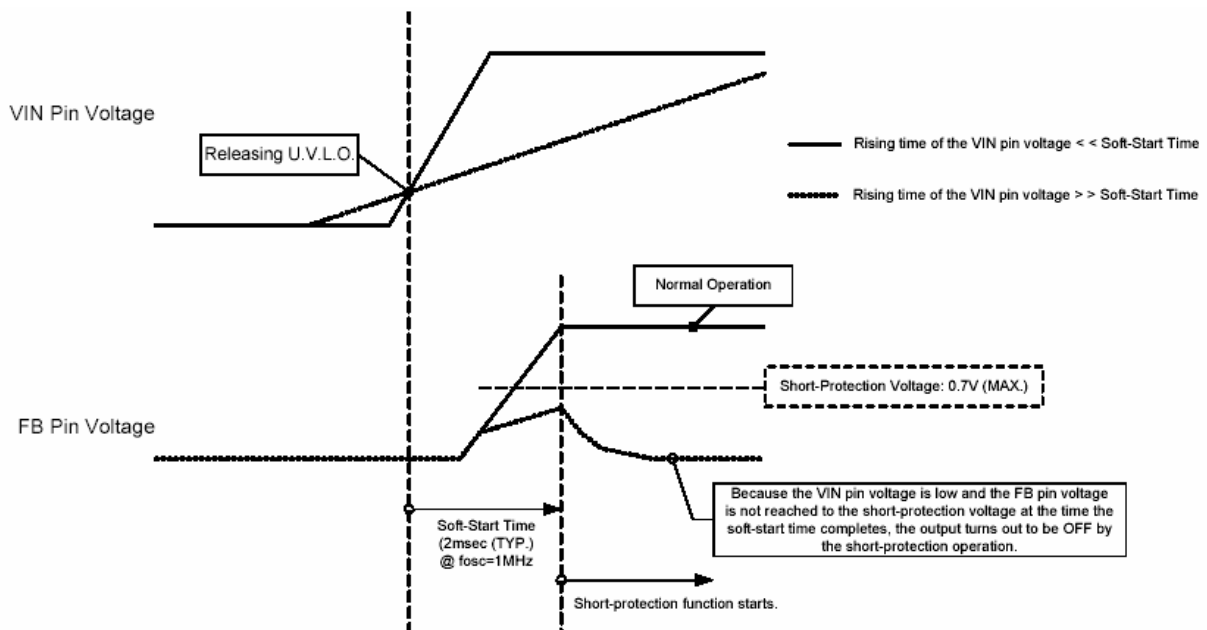 VIN Pin Voltage
Releasing U.V.L.O.
Rising time of the VIN pin voltage < < Soft-Start Time
Rising time of the VIN pin voltage > > Soft-Start Time
Normal Operation
Short-Protection Voltage: 0.7V (MAX.)
FB Pin Voltage
Because the VIN pin voltage is low and the FB pin voltage
is not reached to the short-protection voltage at the time the
soft-start time completes, the output turns out to be OFF by
the short-protection operation.
Soft-Start Time
(2msec (TYP.)
@ fosc=1MHz
Short-protection function starts.